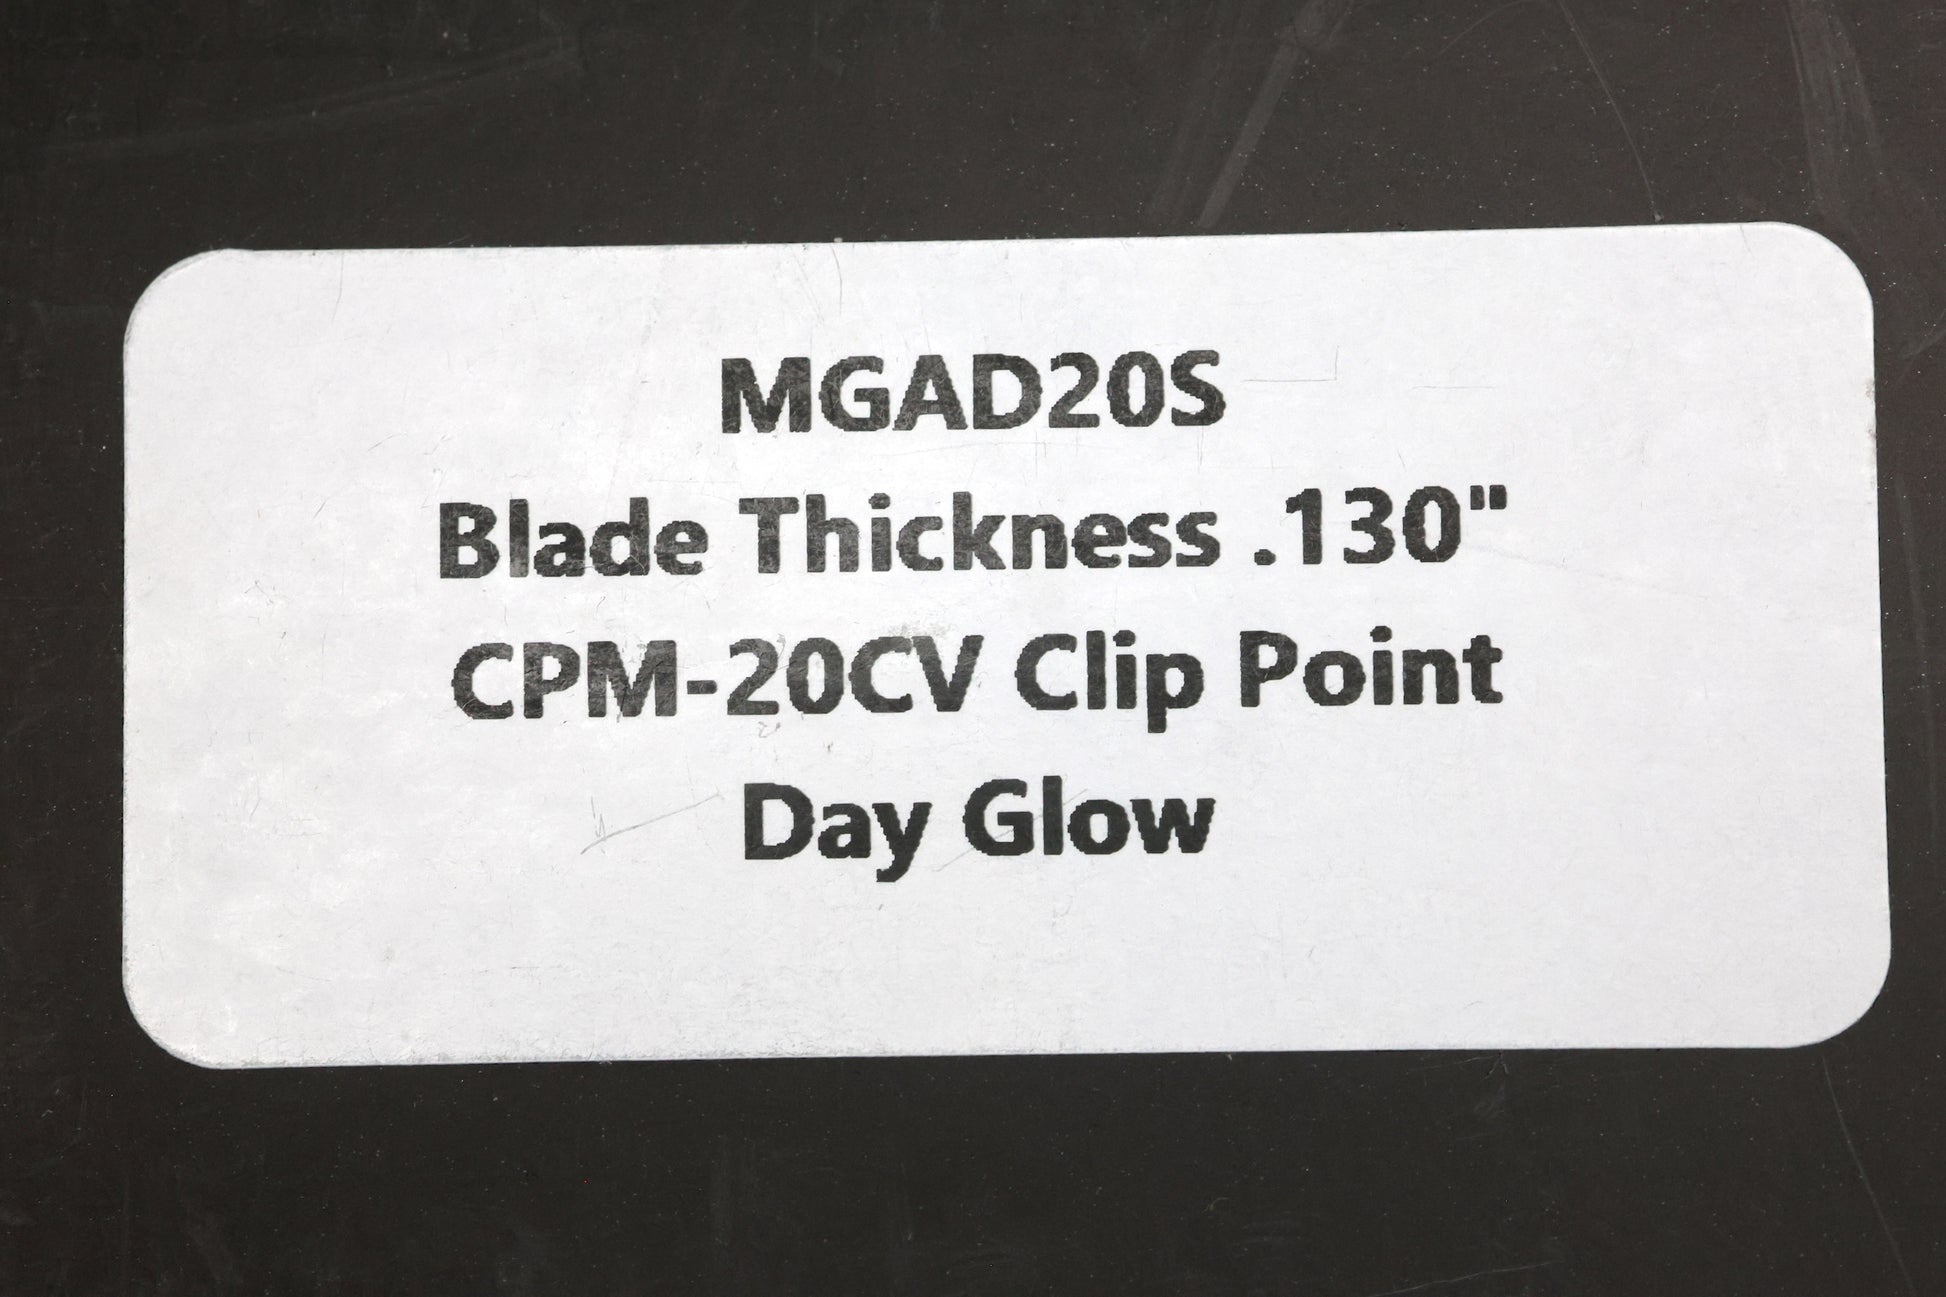 MGAD20S
Blade Thickness .130"
CPM-20CV Clip Point
Day Glow